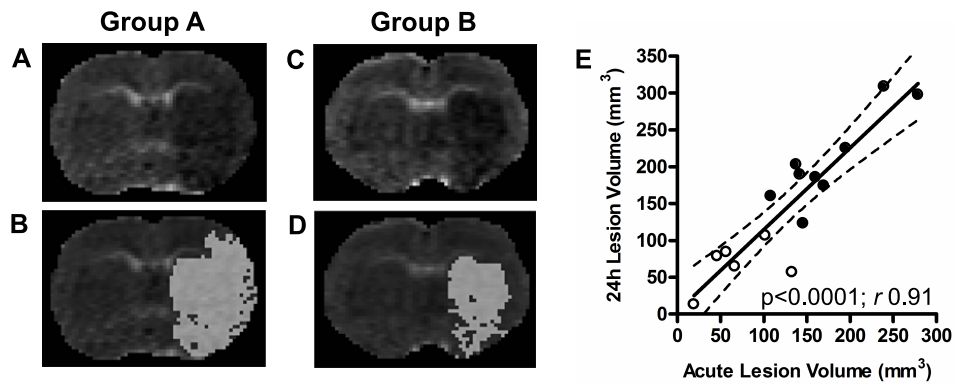 Group A
Group B
A
C
B
D
E
350
300
250
200
150
100
50
0
24h Lesion Volume (mm³)
p<0.0001; r 0.91
0 50 100 150 200 250 300
Acute Lesion Volume (mm³)